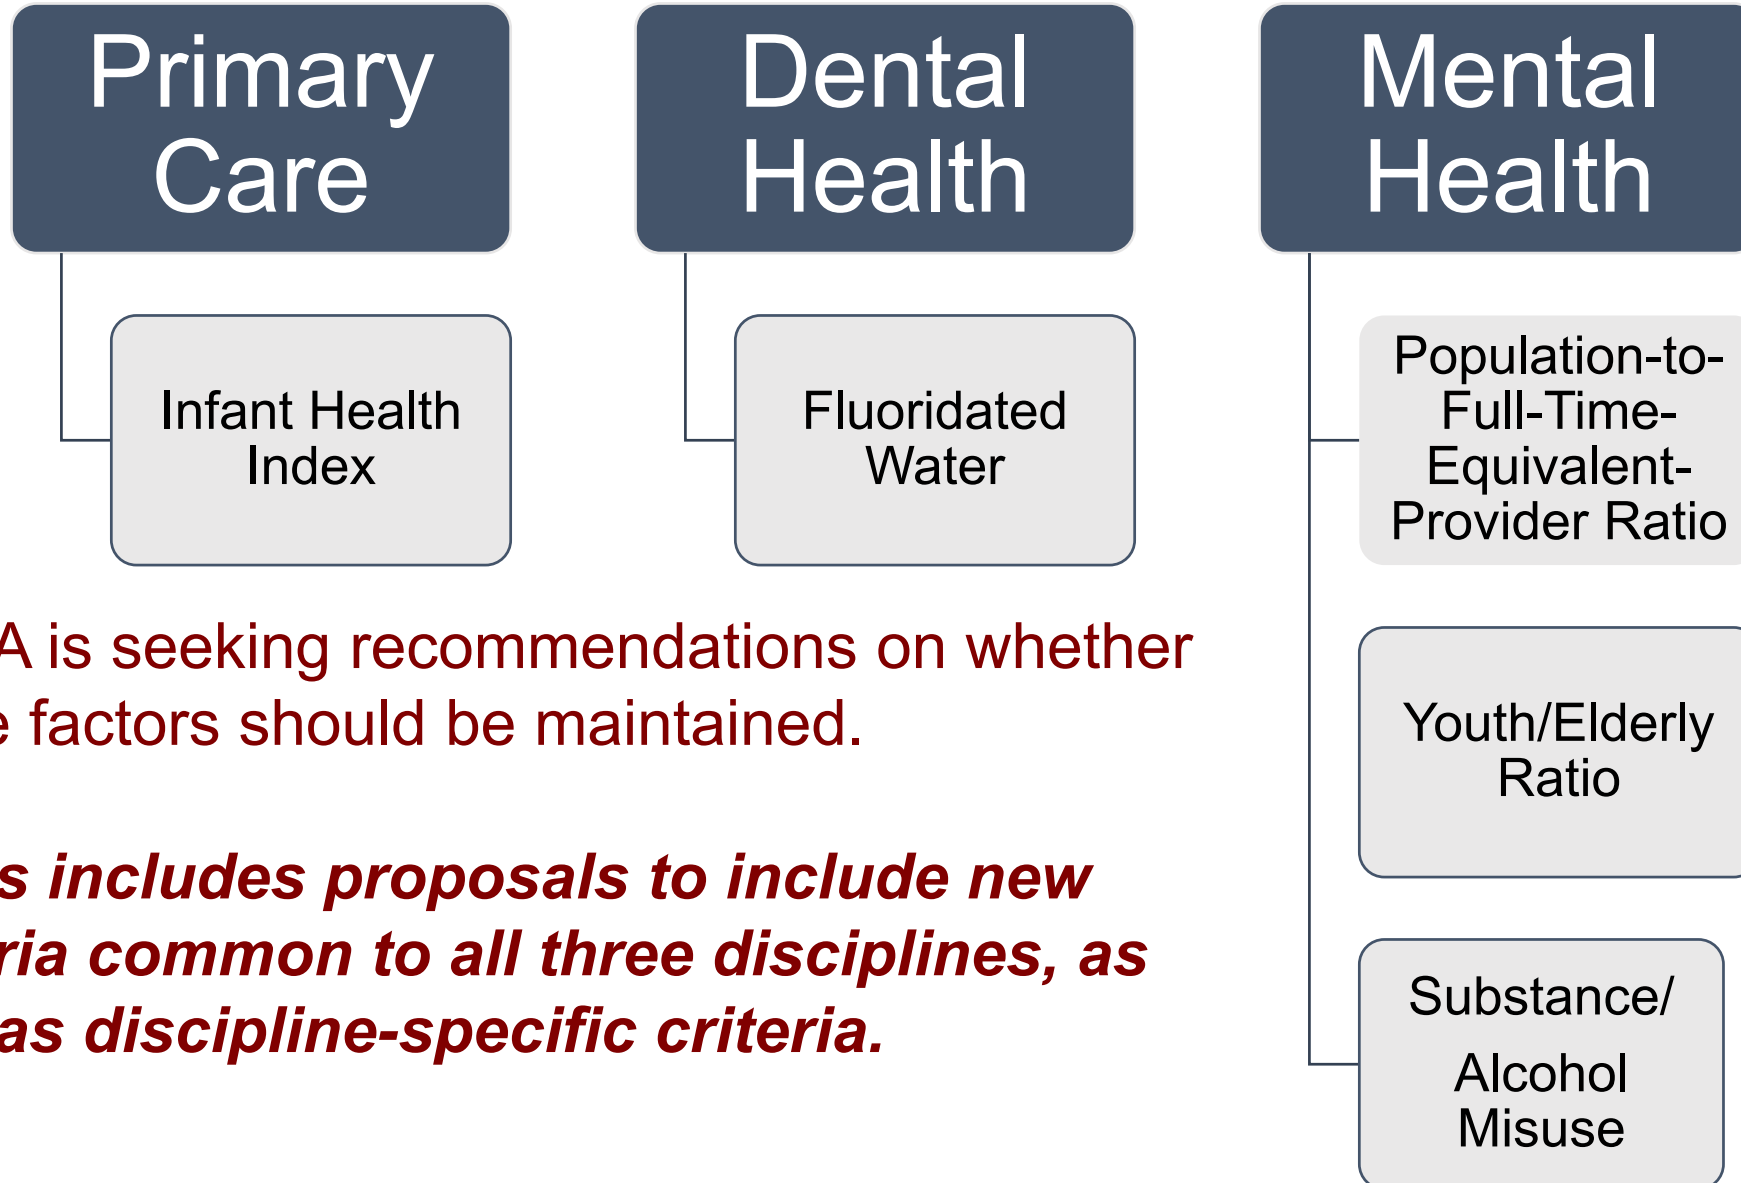 Primary
Care
Infant Health
Index
Dental
Health
Fluoridated
Water
Mental
Health
Population-to-
Full-Time-
Equivalent-
Provider Ratio
Youth/Elderly
Ratio
Substance/
Alcohol
Misuse
A is seeking recommendations on whether
e factors should be maintained.
s includes proposals to include new
ria common to all three disciplines, as
as discipline-specific criteria.